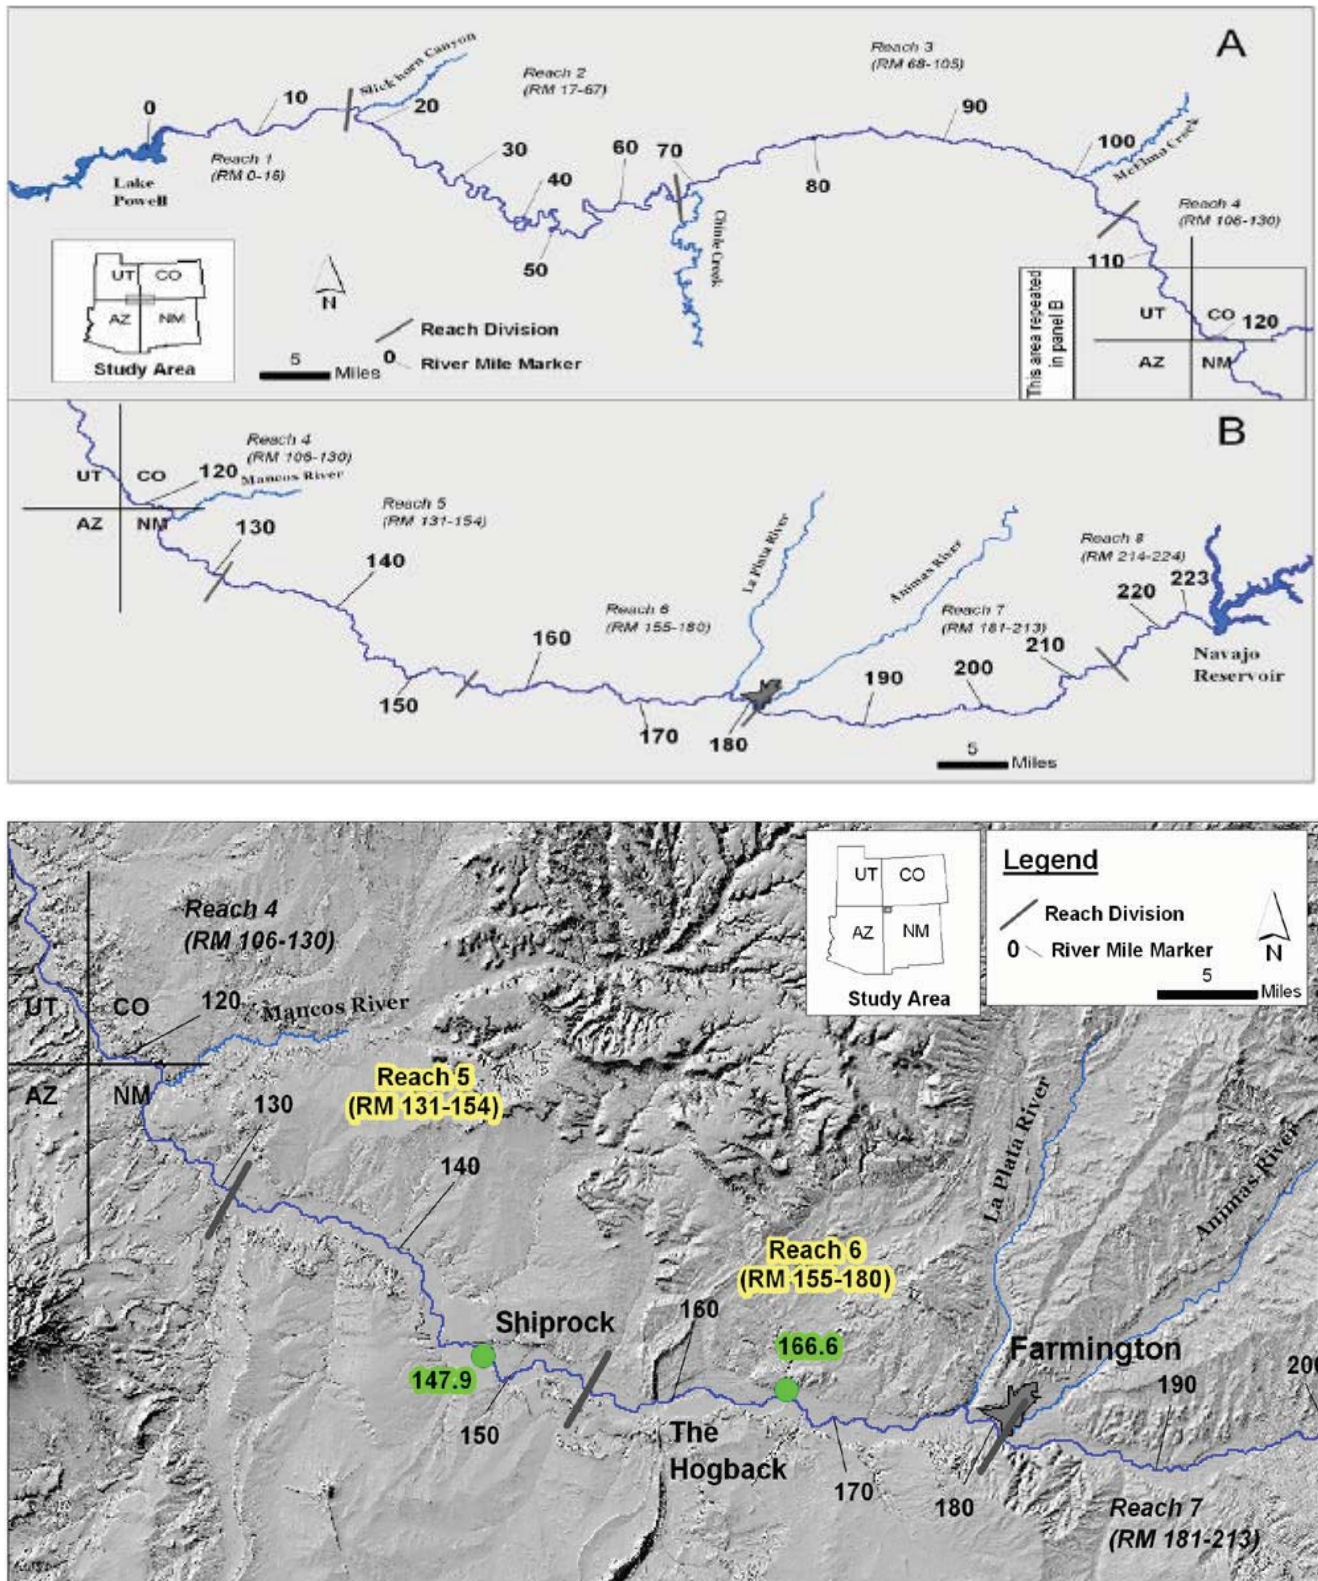 A
Slickhorn Canyon
Reach 2
(RM 17-67)
Reach 3
(RM 68-105)
0
10
20
30
40
50
60
70
80
90
100
McElmo Creek
Reach 1
(RM 0-16)
Lake
Powell
Chinle Creek
Reach 4
(RM 106-130)
110
UT
CO
AZ
NM
Study Area
N
Reach Division
0
River Mile Marker
5
Miles
This area repeated
in panel B
UT
CO
120
AZ
NM
B
Reach 4
(RM 106-130)
UT
CO
120
Mancos River
AZ
NM
130
Reach 5
(RM 131-154)
140
150
Reach 6
(RM 155-180)
160
170
180
La Plata River
Animas River
Reach 7
(RM 181-213)
190
200
210
Reach 8
(RM 214-224)
220
223
Navajo
Reservoir
5
Miles
UT
CO
AZ
NM
Study Area
Legend
Reach Division
0
River Mile Marker
N
5
Miles
Reach 4
(RM 106-130)
UT
CO
120
Mancos River
AZ
NM
130
Reach 5
(RM 131-154)
140
La Plata River
Animas River
Reach 6
(RM 155-180)
Shiprock
160
166.6
Farmington
147.9
190
200
150
The
Hogback
170
180
Reach 7
(RM 181-213)